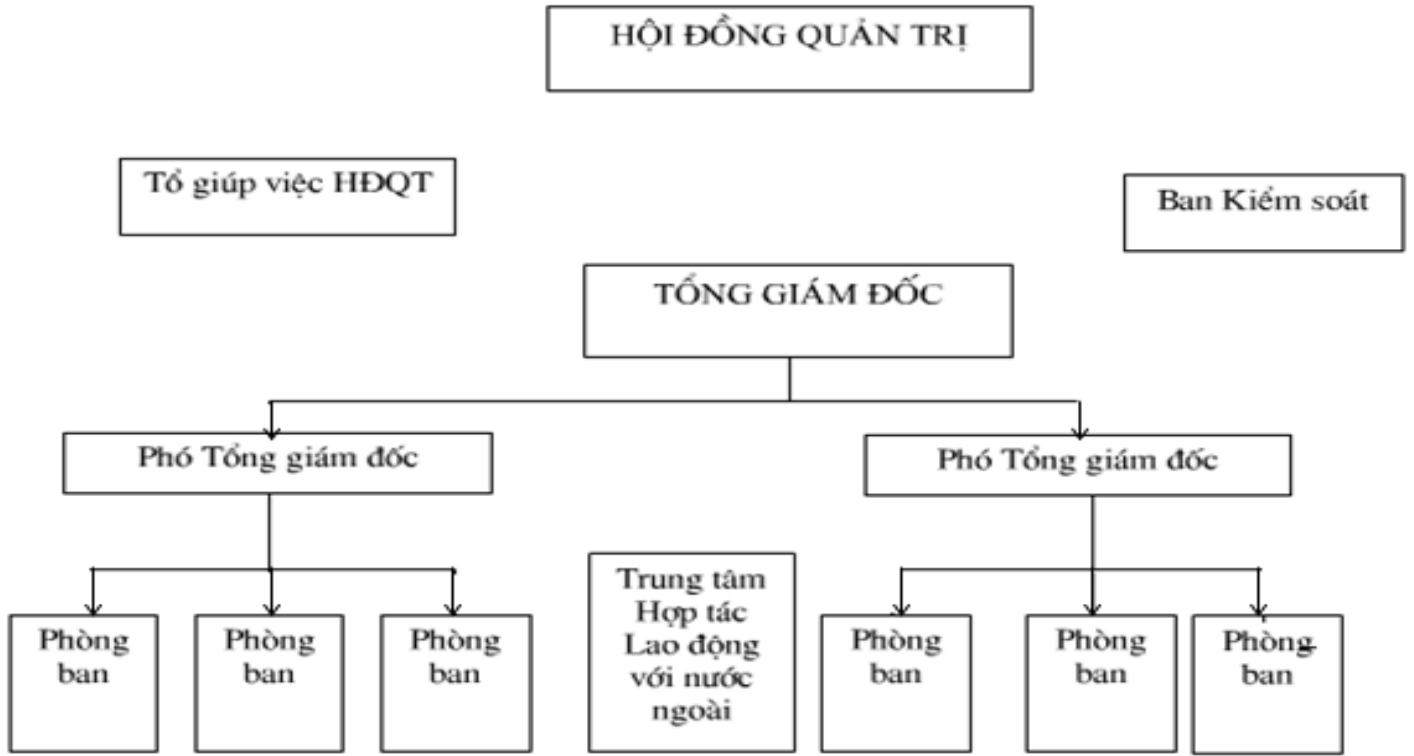 HỘI ĐỒNG QUẢN TRỊ
Tổ giúp việc HĐQT
Ban Kiểm soát
TỔNG GIÁM ĐỐC
Phó Tổng giám đốc
Phó Tổng giám đốc
Phòng
ban
Phòng
ban
Phòng
ban
Trung tâm
Hợp tác
Lao động
với nước
ngoài
Phòng
ban
Phòng
ban
Phòng
ban